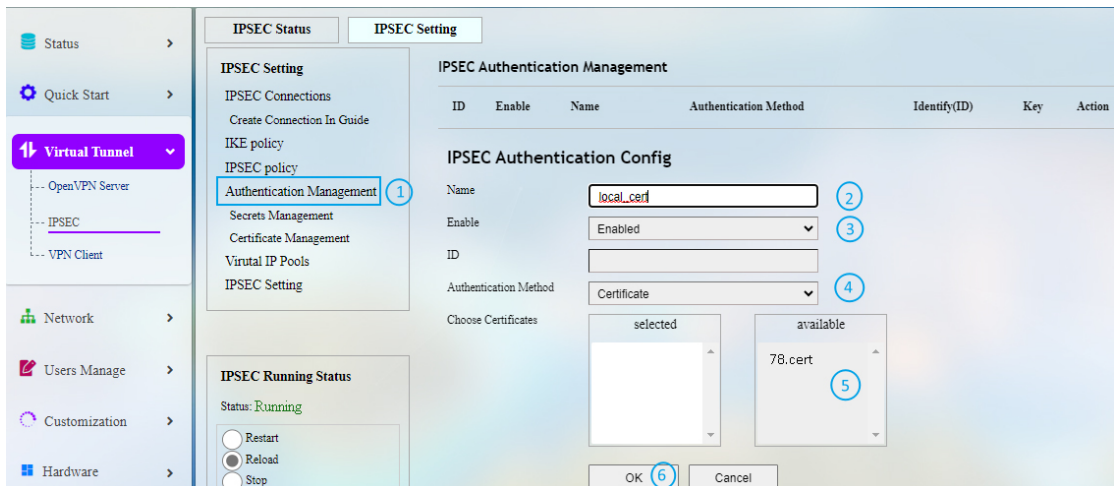 Status
Quick Start
Virtual Tunnel
OpenVPN Server
IPSEC
VPN Client
Network
Users Manage
Customization
Hardware
IPSEC Status
IPSEC Setting
IPSEC Setting
IPSEC Connections
Create Connection In Guide
IKE policy
IPSEC policy
Authentication Management 1
Secrets Management
Certificate Management
Virutal IP Pools
IPSEC Setting
IPSEC Running Status
Status: Running
Restart
Reload
Stop
IPSEC Authentication Management
ID Enable Name Authentication Method Identify(ID) Key Action
IPSEC Authentication Config
Name local_cert 2
Enable Enabled 3
ID
Authentication Method Certificate 4
Choose Certificates selected available
78.cert
5
OK 6 Cancel